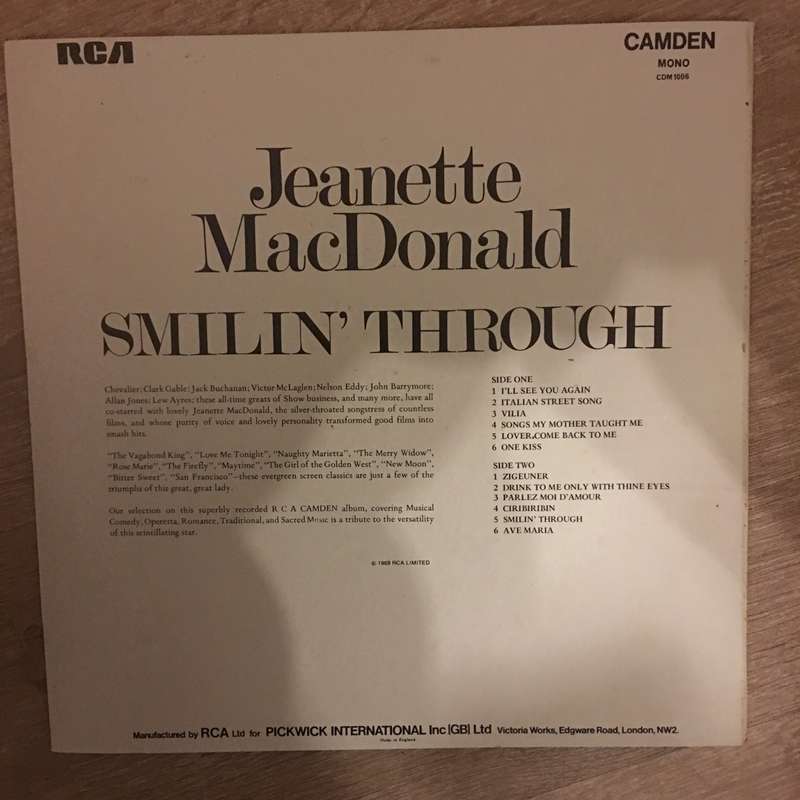 RCA
CAMDEN
MONO
CDM1006
Jeanette
MacDonald
SMILIN' THROUGH
Chevalier; Clark Gable; Jack Buchanan; Victor McLaglen; Nelson Eddy; John Barrymore;
Allan Jones; Lew Ayres; these all-time greats of Show business, and many more, have all
co-starred with lovely Jeanette MacDonald, the silver-throated songstress of countless
films, and whose purity of voice and lovely personality transformed good films into
smash hits.
"The Vagabond King", "Love Me Tonight", "Naughty Marietta", "The Merry Widow",
"Rose Marie", "The Firefly", "Maytime", "The Girl of the Golden West", "New Moon",
"Bitter Sweet", "San Francisco"—these evergreen screen classics are just a few of the
triumphs of this great, great lady.
Our selection on this superbly recorded R C A CAMDEN album, covering Musical
Comedy, Operetta, Romance, Traditional, and Sacred Music is a tribute to the versatility
of this scintillating star.
© 1969 RCA LIMITED
SIDE ONE
1 I'LL SEE YOU AGAIN
2 ITALIAN STREET SONG
3 VILIA
4 SONGS MY MOTHER TAUGHT ME
5 LOVER, COME BACK TO ME
6 ONE KISS
SIDE TWO
1 ZIGEUNER
2 DRINK TO ME ONLY WITH THINE EYES
3 PARLEZ MOI D'AMOUR
4 CIRIBIRIBIN
5 SMILIN' THROUGH
6 AVE MARIA
Manufactured by RCA Ltd for PICKWICK INTERNATIONAL Inc (GB) Ltd Victoria Works, Edgware Road, London, NW2.
Made in England